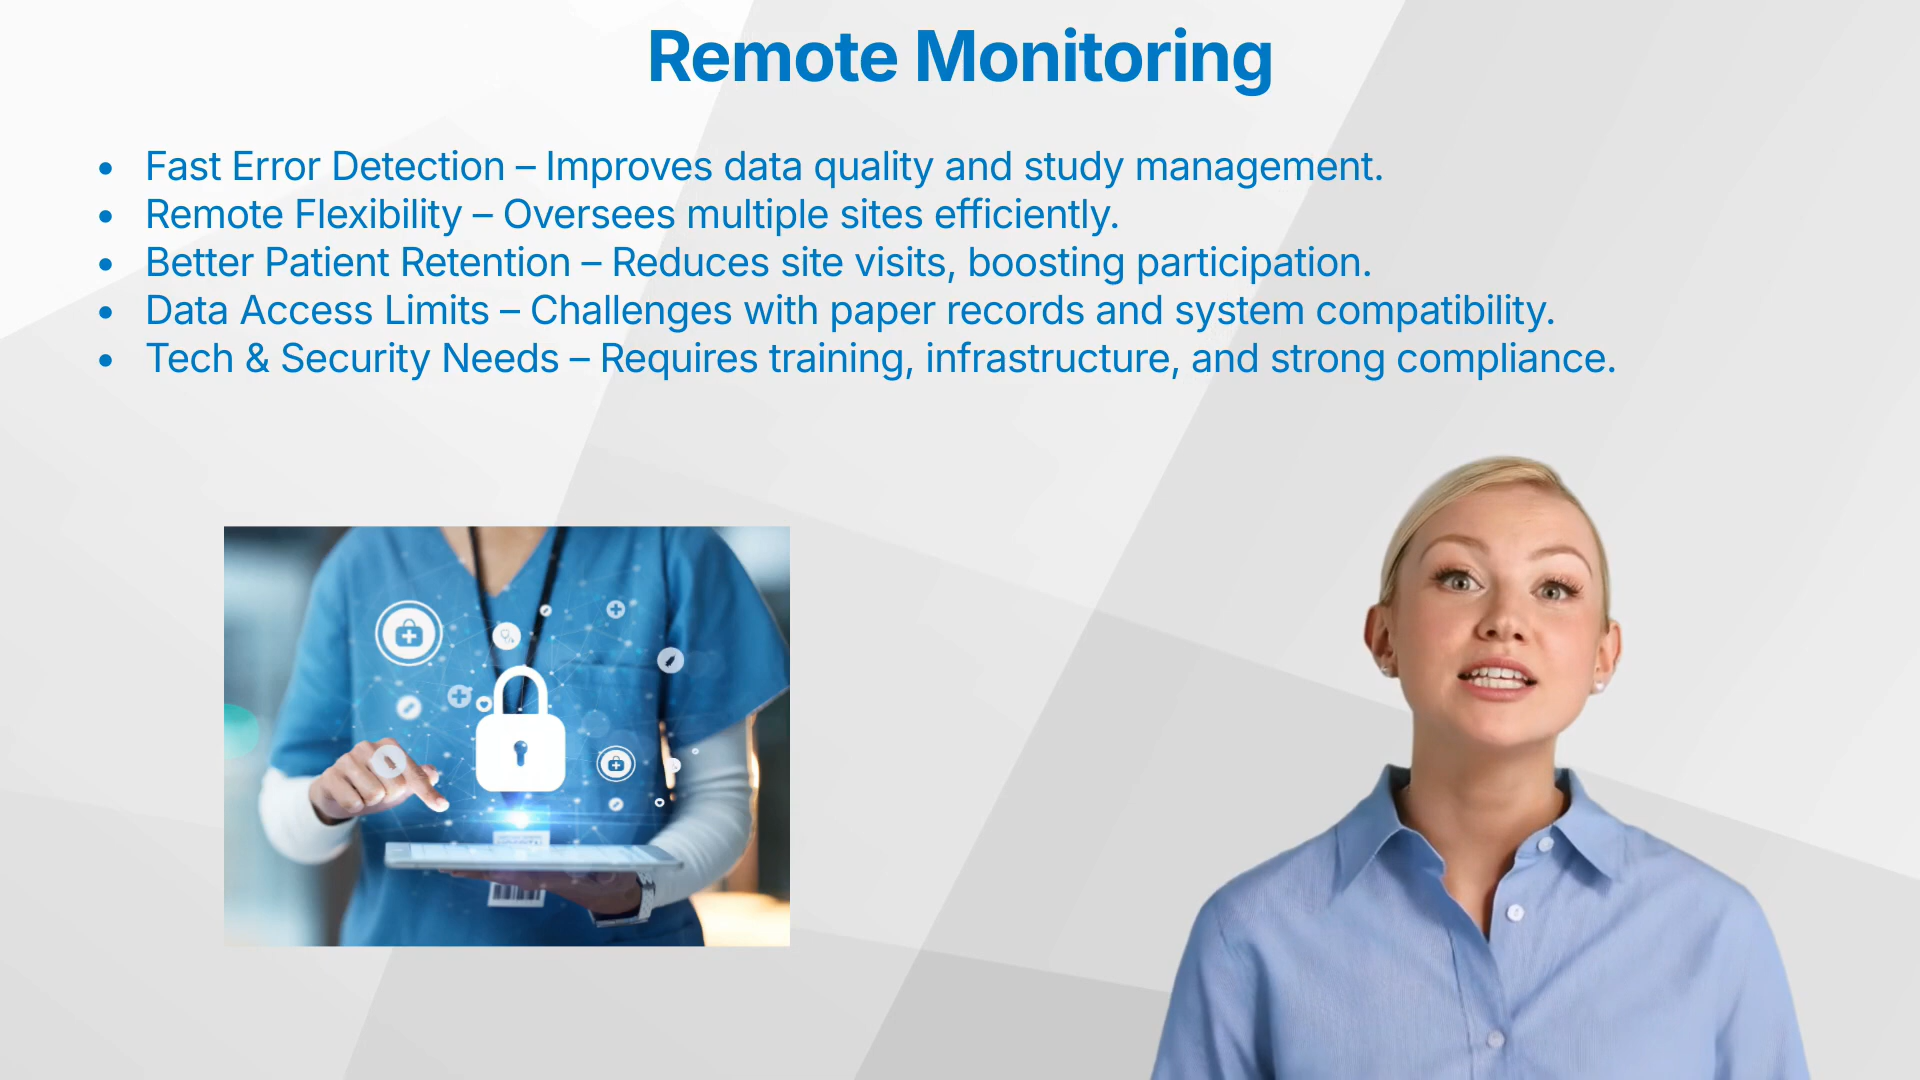 Remote Monitoring
• Fast Error Detection – Improves data quality and study management.
• Remote Flexibility – Oversees multiple sites efficiently.
• Better Patient Retention – Reduces site visits, boosting participation.
• Data Access Limits – Challenges with paper records and system compatibility.
• Tech & Security Needs – Requires training, infrastructure, and strong compliance.